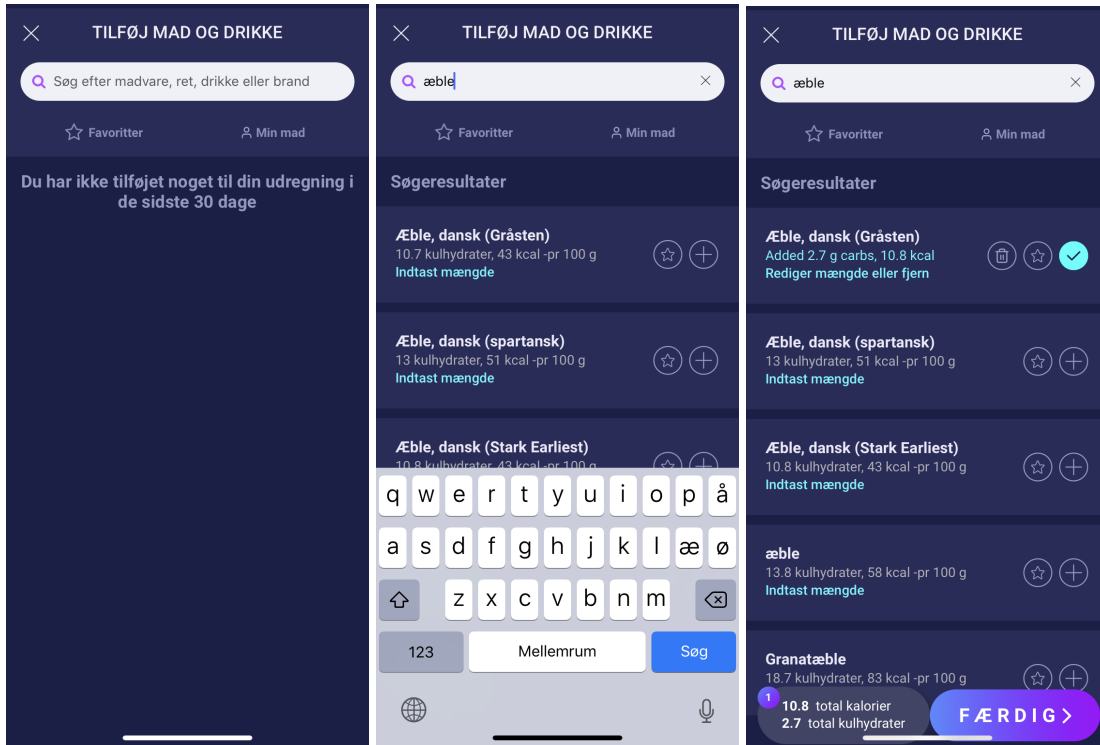 TILFØJ MAD OG DRIKKE
Søg efter madvare, ret, drikke eller brand
Favoritter
Min mad
Du har ikke tilføjet noget til din udregning i
de sidste 30 dage
TILFØJ MAD OG DRIKKE
æble
Favoritter
Min mad
Søgeresultater
Æble, dansk (Gråsten)
10.7 kulhydrater, 43 kcal -pr 100 g
Indtast mængde
Æble, dansk (spartansk)
13 kulhydrater, 51 kcal -pr 100 g
Indtast mængde
Æble, dansk (Stark Earliest)
10.8 kulhydrater, 43 kcal -pr 100 g
q w e r t y u i o p å
a s d f g h j k l æ ø
z x c v b n m
123 Mellemrum Søg
TILFØJ MAD OG DRIKKE
æble
Favoritter
Min mad
Søgeresultater
Æble, dansk (Gråsten)
Added 2.7 g carbs, 10.8 kcal
Rediger mængde eller fjern
Æble, dansk (spartansk)
13 kulhydrater, 51 kcal -pr 100 g
Indtast mængde
Æble, dansk (Stark Earliest)
10.8 kulhydrater, 43 kcal -pr 100 g
Indtast mængde
æble
13.8 kulhydrater, 58 kcal -pr 100 g
Indtast mængde
Granatæble
18.7 kulhydrater, 83 kcal -pr 100 g
1
10.8 total kalorier
2.7 total kulhydrater
FÆRDIG